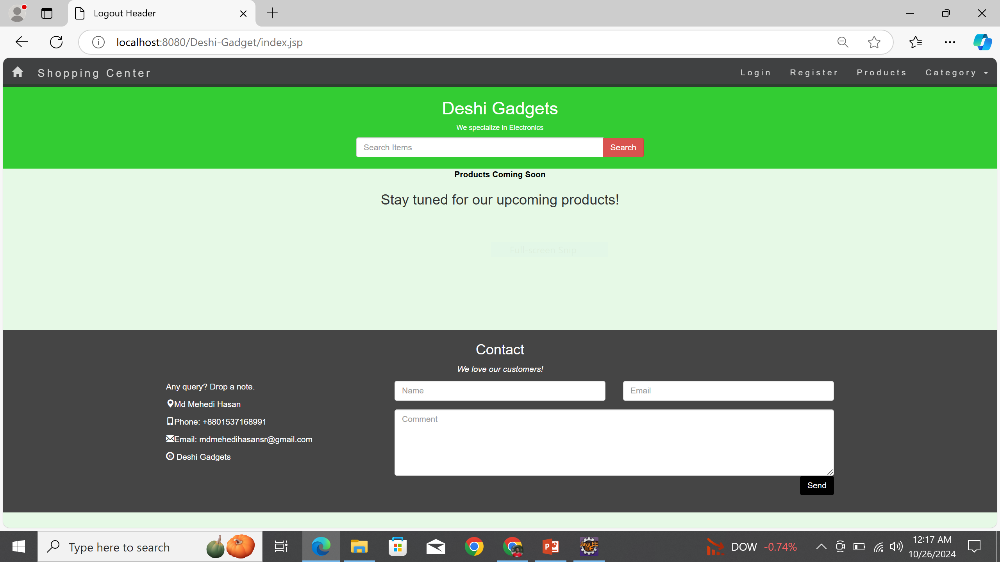 Logout Header
localhost:8080/Deshi-Gadget/index.jsp
Shopping Center
Login Register Products Category
Deshi Gadgets
We specialize in Electronics
Search Items Search
Products Coming Soon
Stay tuned for our upcoming products!
Full-screen Snip
Contact
We love our customers!
Any query? Drop a note.
Name Email
Md Mehedi Hasan
Comment
Phone: +8801537168991
Email: mdmehedihasansr@gmail.com
© Deshi Gadgets
Send
Type here to search
P
Java EE
IDE
DOW -0.74%
12:17 AM
10/26/2024